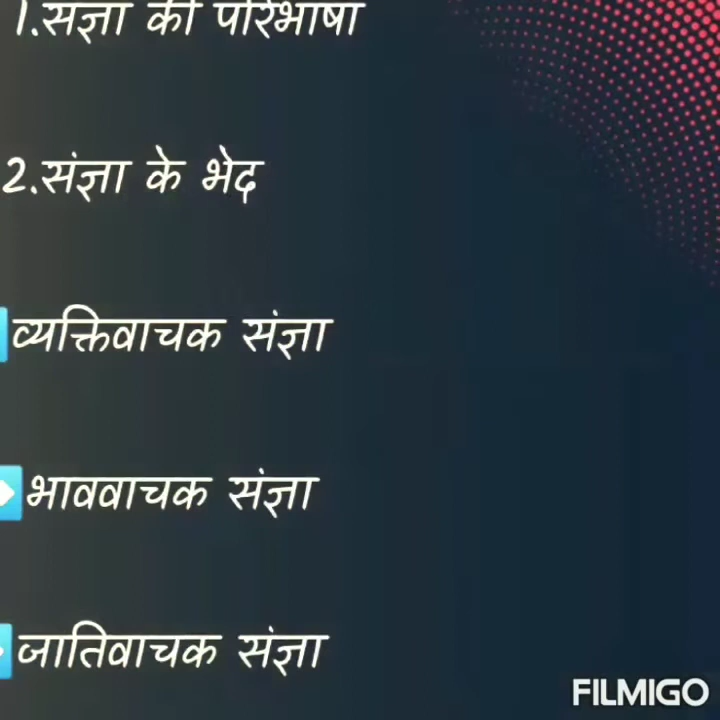 1.संज्ञा की परिभाषा
2.संज्ञा के भेद
व्यक्तिवाचक संज्ञा
भाववाचक संज्ञा
जातिवाचक संज्ञा
FILMIGO